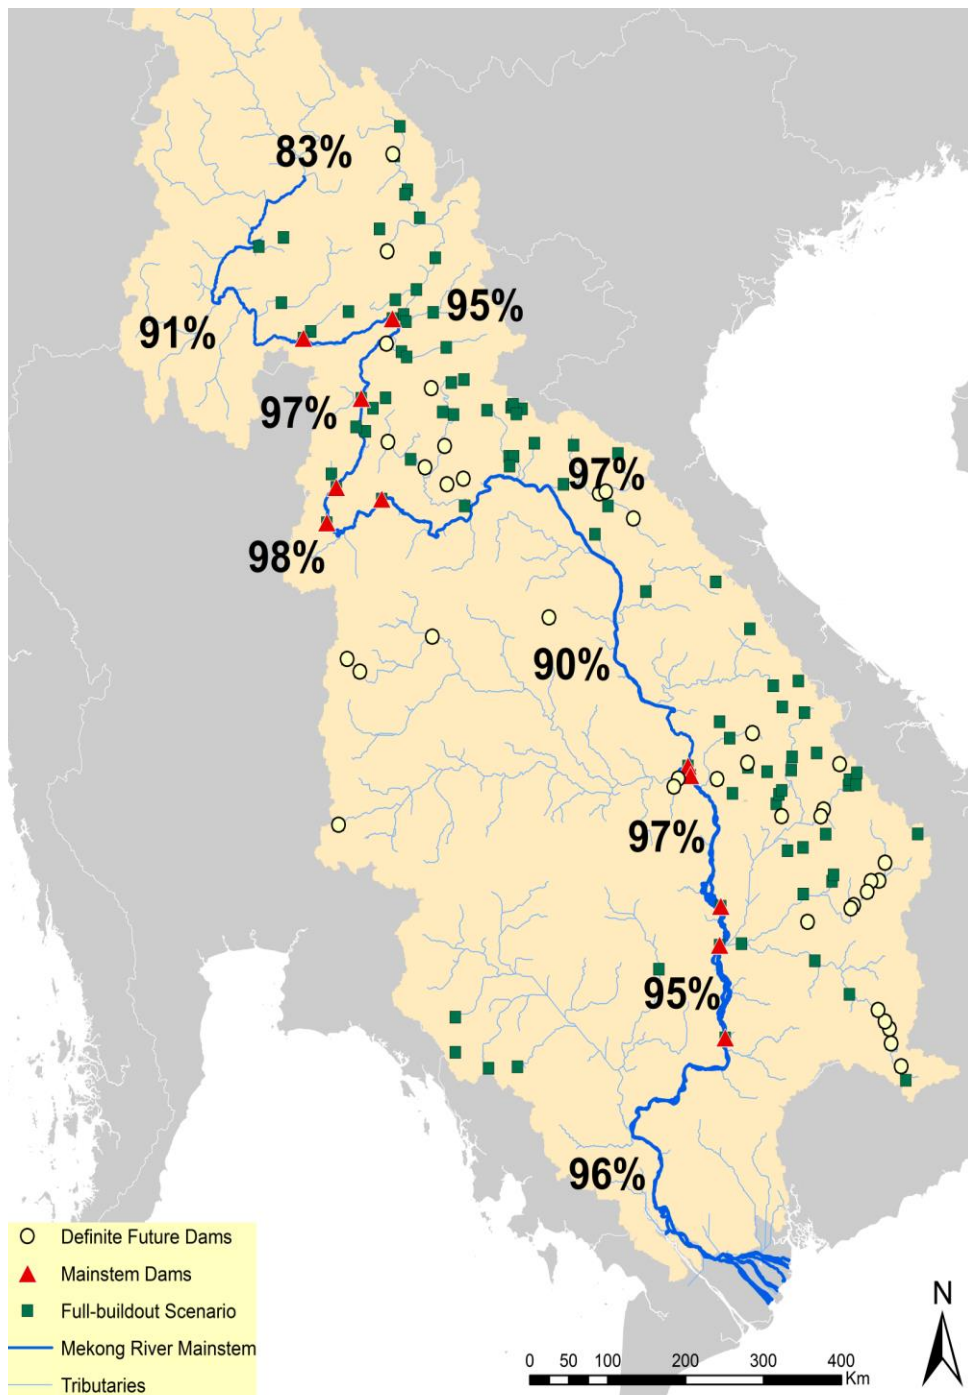 83%
91%
95%
97%
97%
98%
90%
97%
95%
96%
Definite Future Dams
Mainstem Dams
Full-buildout Scenario
Mekong River Mainstem
Tributaries
N
0 50 100 200 300 400
Km